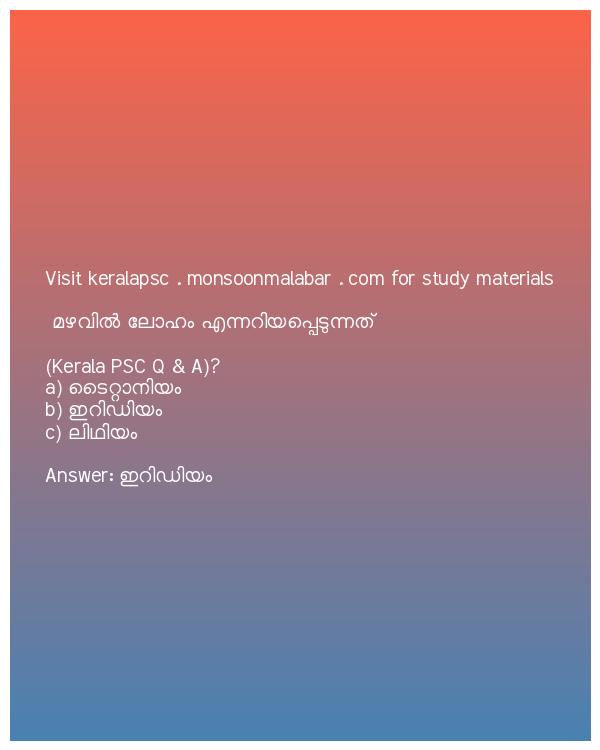 Visit keralapsc . monsoonmalabar . com for study materials
മഴവിൽ ലോഹം എന്നറിയപ്പെടുന്നത്
(Kerala PSC Q & A)?
a) ടൈറ്റാനിയം
b) ഇറിഡിയം
c) ലിഥിയം
Answer: ഇറിഡിയം